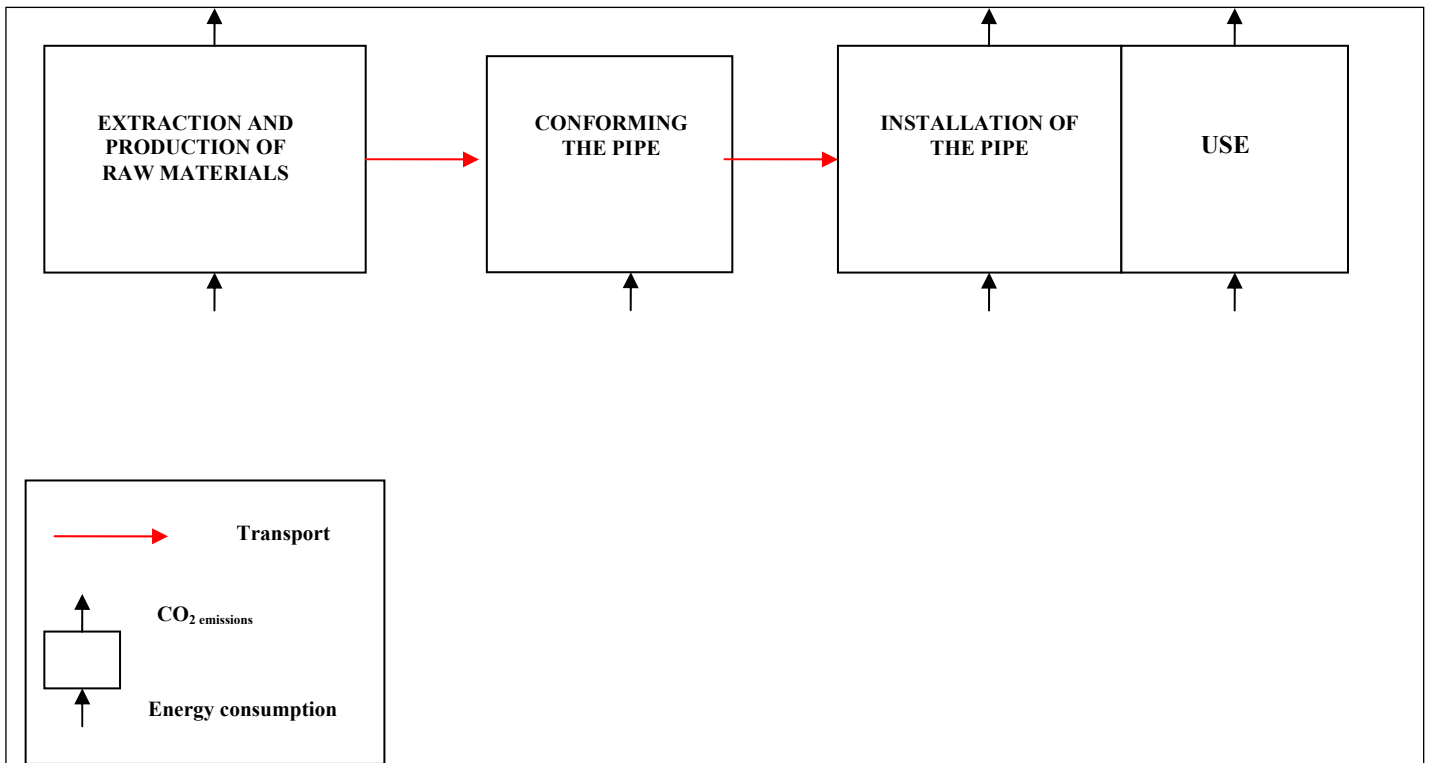 EXTRACTION AND
PRODUCTION OF
RAW MATERIALS
CONFORMING
THE PIPE
INSTALLATION OF
THE PIPE
USE
Transport
CO₂ emissions
Energy consumption